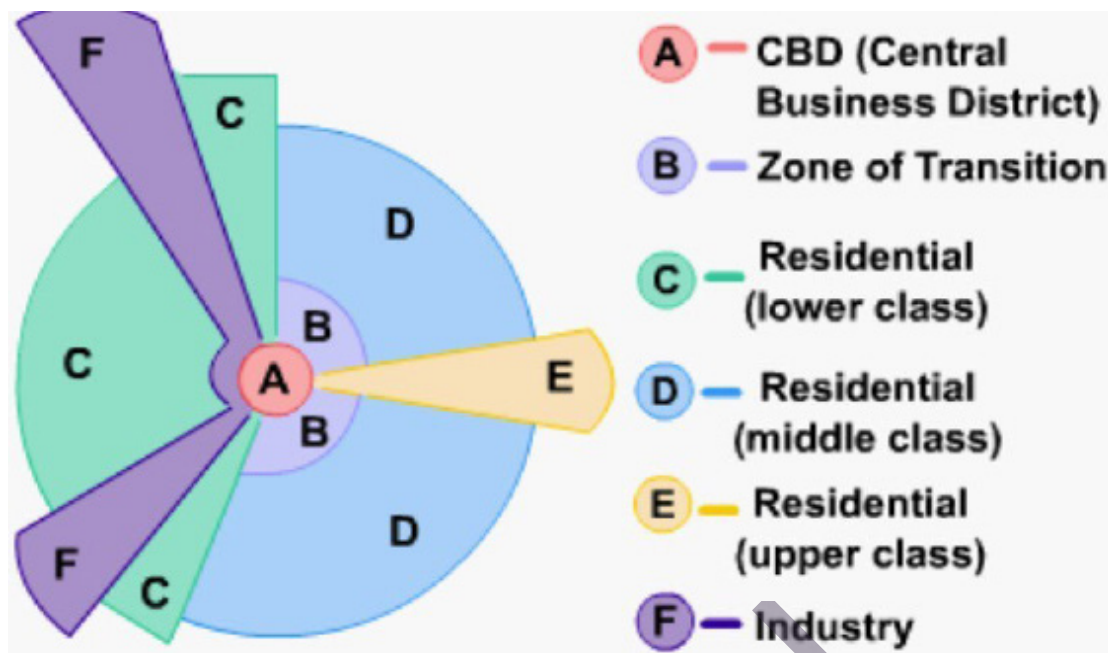 F
C
D
B
C
A
E
B
D
F
C
A CBD (Central
Business District)
B Zone of Transition
C Residential
(lower class)
D Residential
(middle class)
E Residential
(upper class)
F Industry